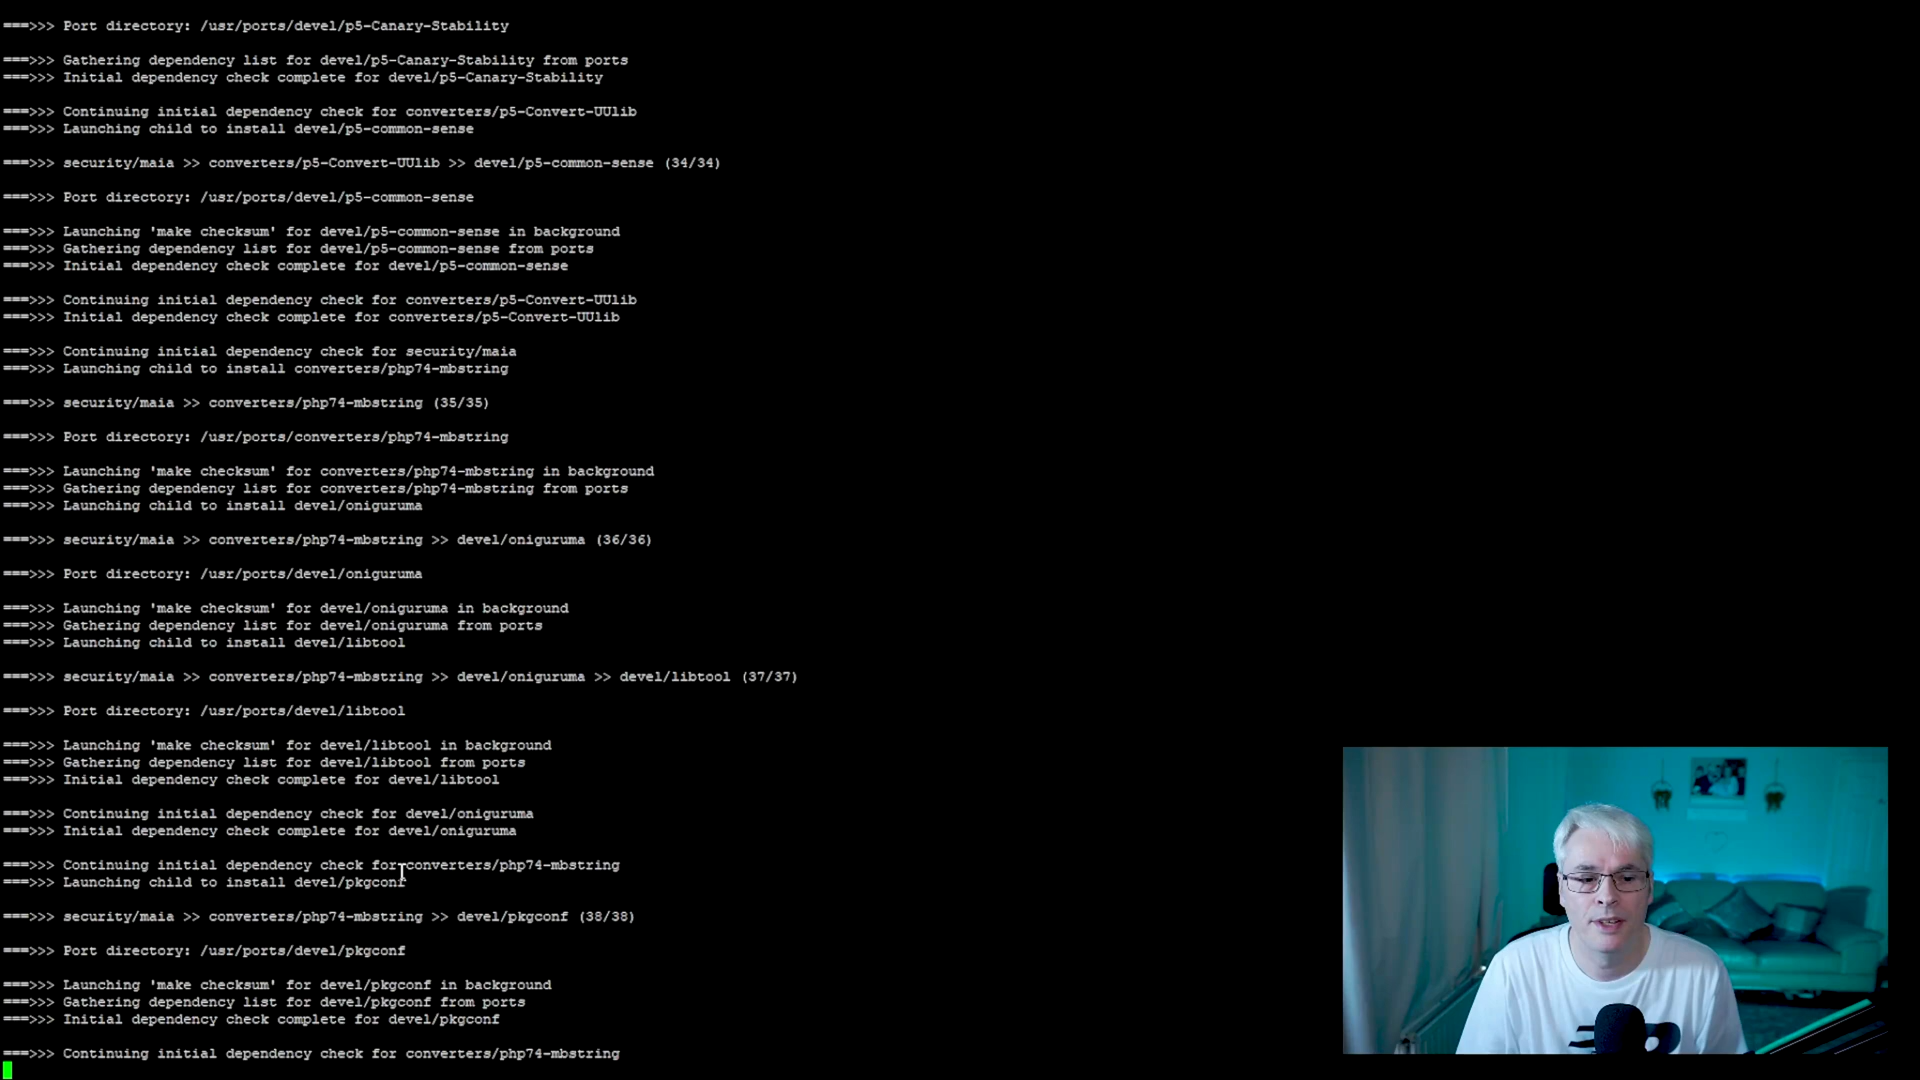 ===>>> Port directory: /usr/ports/devel/p5-Canary-Stability
===>>> Gathering dependency list for devel/p5-Canary-Stability from ports
===>>> Initial dependency check complete for devel/p5-Canary-Stability
===>>> Continuing initial dependency check for converters/p5-Convert-UUlib
===>>> Launching child to install devel/p5-common-sense
===>>> security/maia >> converters/p5-Convert-UUlib >> devel/p5-common-sense (34/34)
===>>> Port directory: /usr/ports/devel/p5-common-sense
===>>> Launching 'make checksum' for devel/p5-common-sense in background
===>>> Gathering dependency list for devel/p5-common-sense from ports
===>>> Initial dependency check complete for devel/p5-common-sense
===>>> Continuing initial dependency check for converters/p5-Convert-UUlib
===>>> Initial dependency check complete for converters/p5-Convert-UUlib
===>>> Continuing initial dependency check for security/maia
===>>> Launching child to install converters/php74-mbstring
===>>> security/maia >> converters/php74-mbstring (35/35)
===>>> Port directory: /usr/ports/converters/php74-mbstring
===>>> Launching 'make checksum' for converters/php74-mbstring in background
===>>> Gathering dependency list for converters/php74-mbstring from ports
===>>> Launching child to install devel/oniguruma
===>>> security/maia >> converters/php74-mbstring >> devel/oniguruma (36/36)
===>>> Port directory: /usr/ports/devel/oniguruma
===>>> Launching 'make checksum' for devel/oniguruma in background
===>>> Gathering dependency list for devel/oniguruma from ports
===>>> Launching child to install devel/libtool
===>>> security/maia >> converters/php74-mbstring >> devel/oniguruma >> devel/libtool (37/37)
===>>> Port directory: /usr/ports/devel/libtool
===>>> Launching 'make checksum' for devel/libtool in background
===>>> Gathering dependency list for devel/libtool from ports
===>>> Initial dependency check complete for devel/libtool
===>>> Continuing initial dependency check for devel/oniguruma
===>>> Initial dependency check complete for devel/oniguruma
===>>> Continuing initial dependency check for converters/php74-mbstring
===>>> Launching child to install devel/pkgconf
===>>> security/maia >> converters/php74-mbstring >> devel/pkgconf (38/38)
===>>> Port directory: /usr/ports/devel/pkgconf
===>>> Launching 'make checksum' for devel/pkgconf in background
===>>> Gathering dependency list for devel/pkgconf from ports
===>>> Initial dependency check complete for devel/pkgconf
===>>> Continuing initial dependency check for converters/php74-mbstring